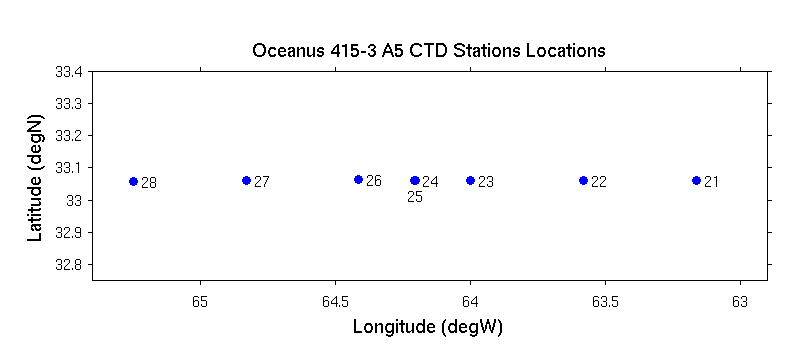 Oceanus 415-3 A5 CTD Stations Locations
33.4
33.3
33.2
33.1
33
32.9
32.8
Latitude (degN)
28 27 26 24 23 22 21
25
65 64.5 64 63.5 63
Longitude (degW)